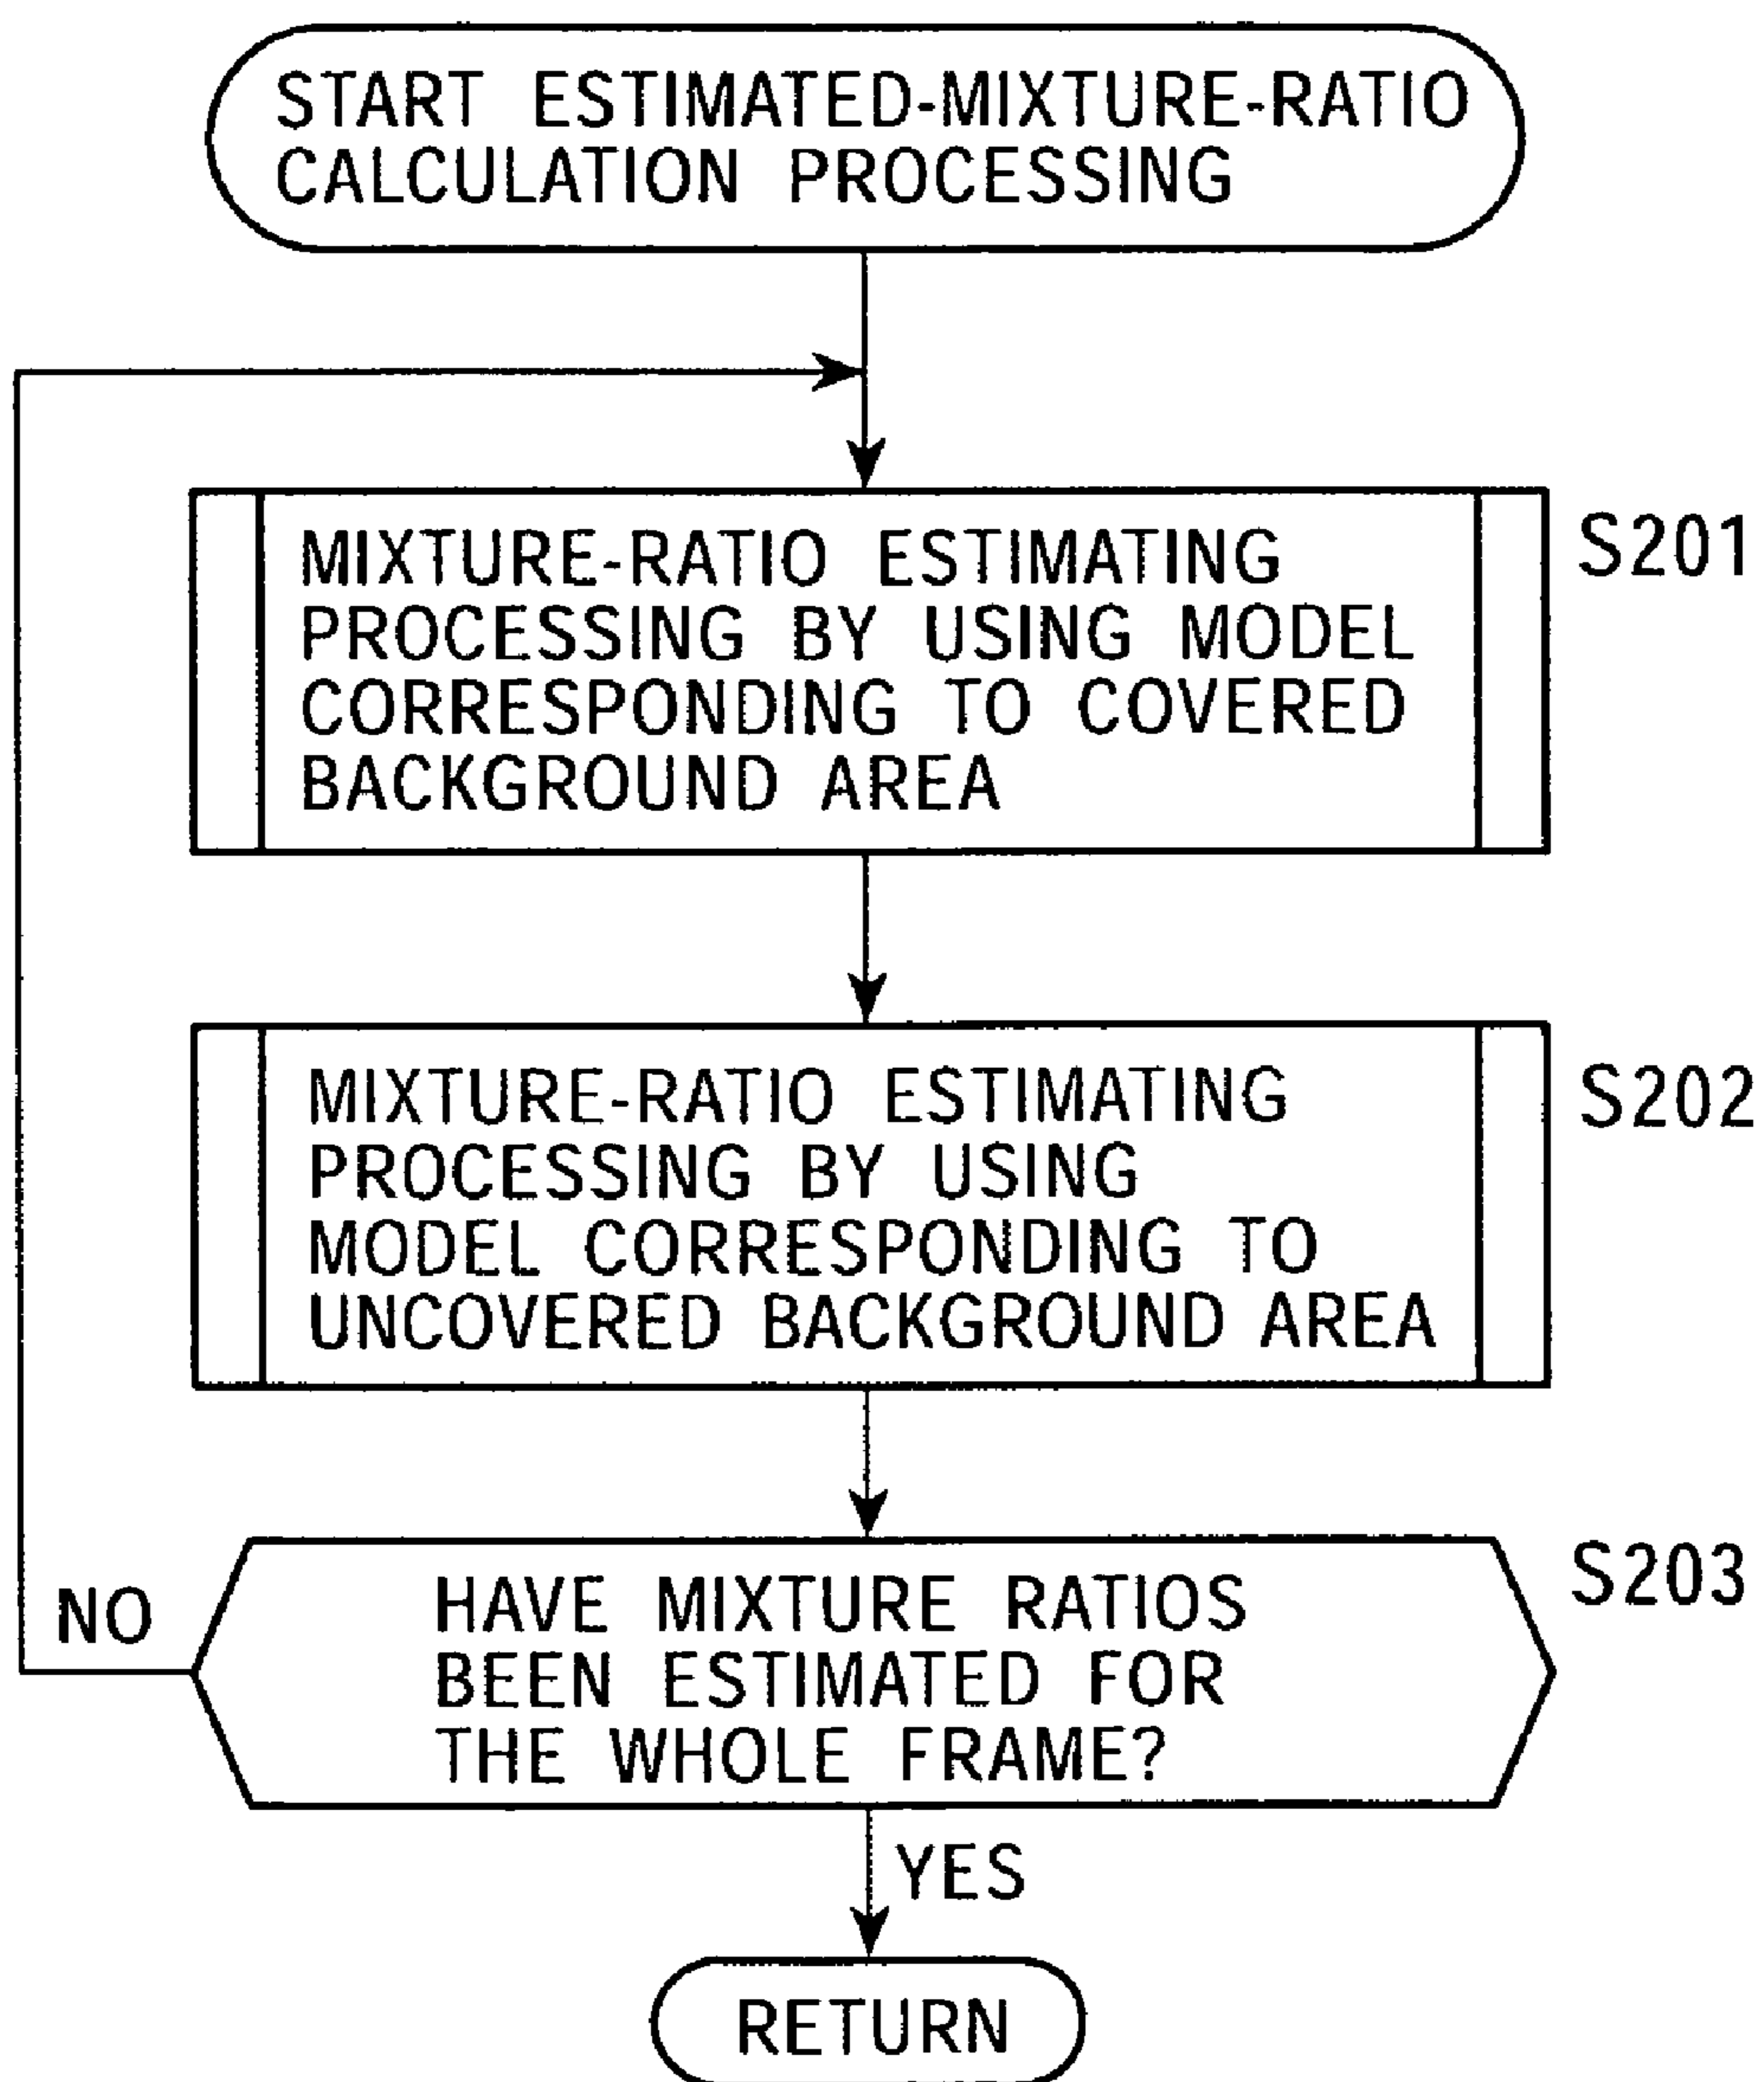 START ESTIMATED-MIXTURE-RATIO
CALCULATION PROCESSING
MIXTURE-RATIO ESTIMATING
PROCESSING BY USING MODEL
CORRESPONDING TO COVERED
BACKGROUND AREA
S201
MIXTURE-RATIO ESTIMATING
PROCESSING BY USING
MODEL CORRESPONDING TO
UNCOVERED BACKGROUND AREA
S202
HAVE MIXTURE RATIOS
BEEN ESTIMATED FOR
THE WHOLE FRAME?
S203
NO
YES
RETURN